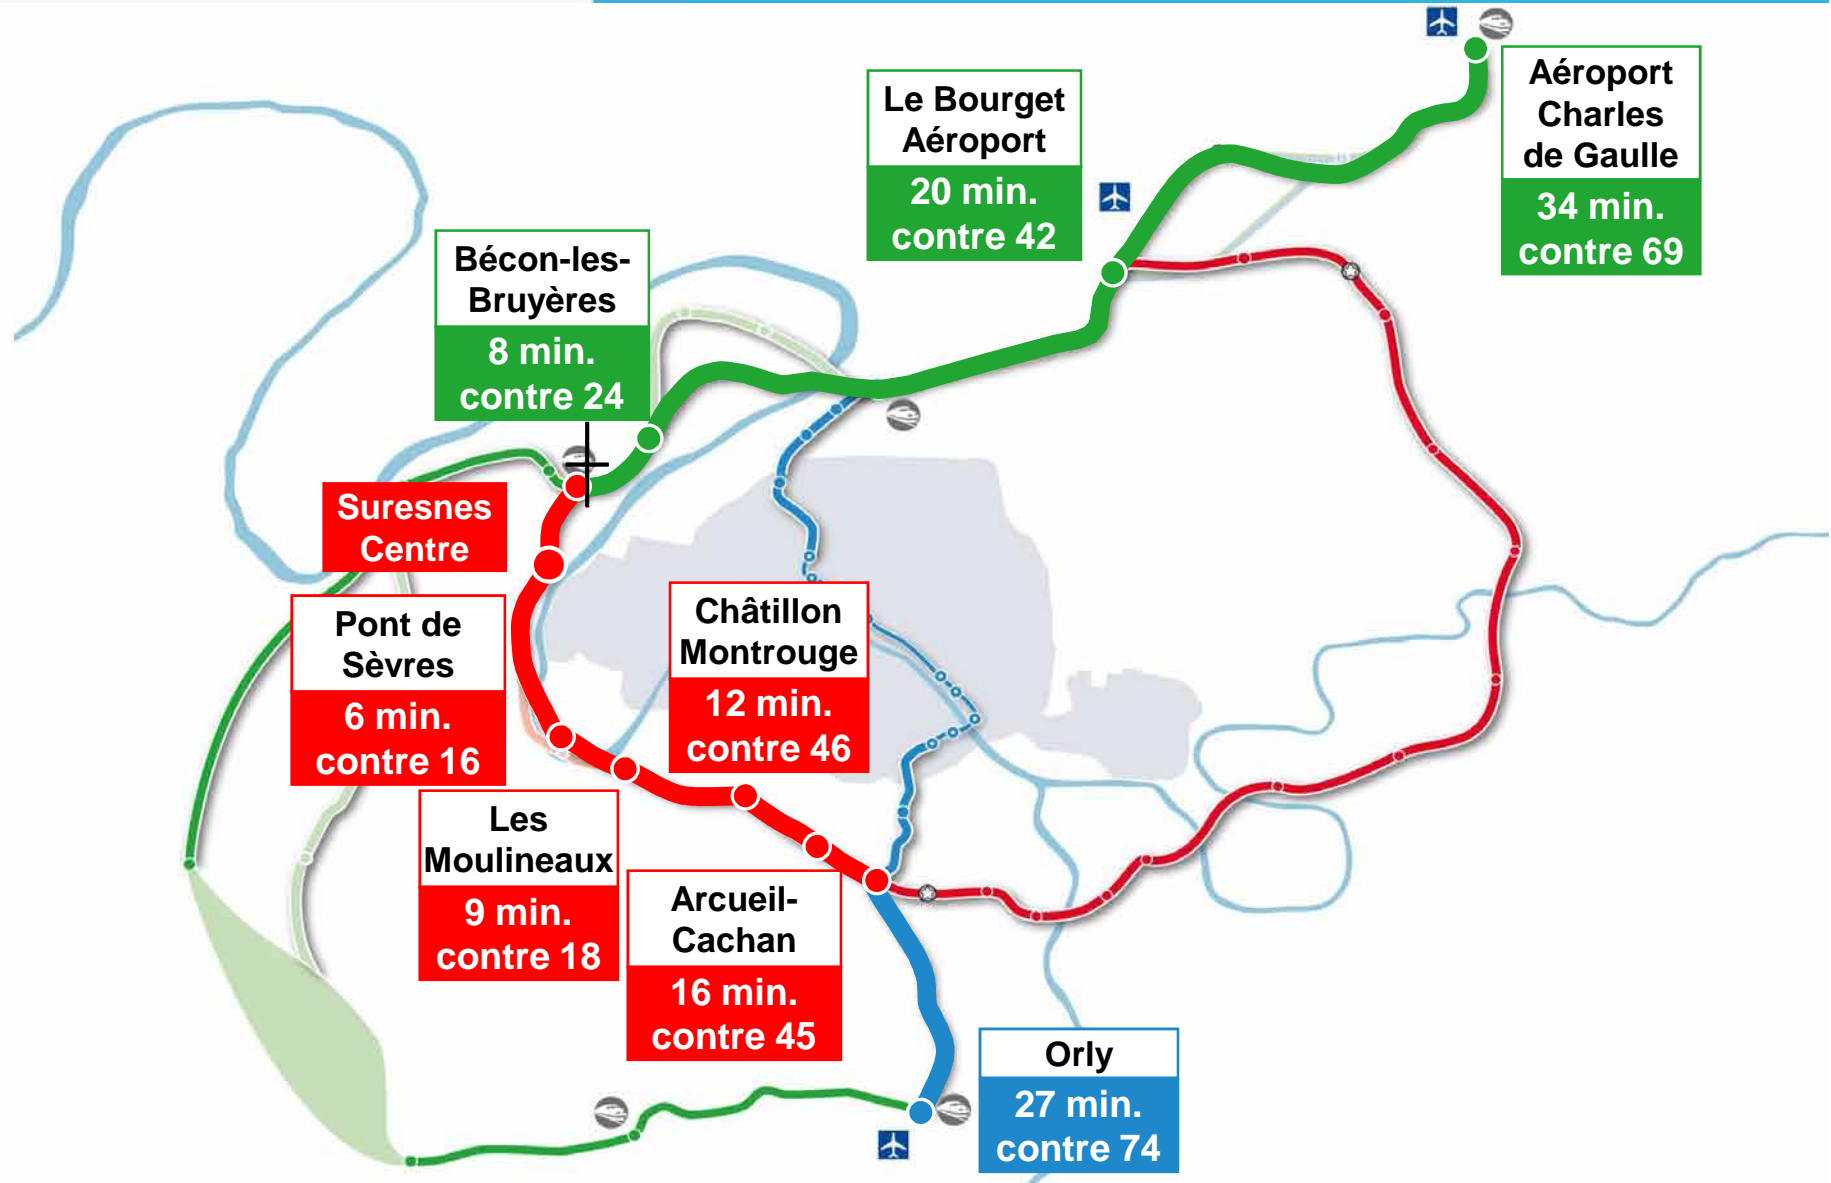 Aéroport
Charles
de Gaulle
34 min.
contre 69
Le Bourget
Aéroport
20 min.
contre 42
Bécon-les-
Bruyères
8 min.
contre 24
Suresnes
Centre
Pont de
Sèvres
6 min.
contre 16
Châtillon
Montrouge
12 min.
contre 46
Les
Moulineaux
9 min.
contre 18
Arcueil-
Cachan
16 min.
contre 45
Orly
27 min.
contre 74